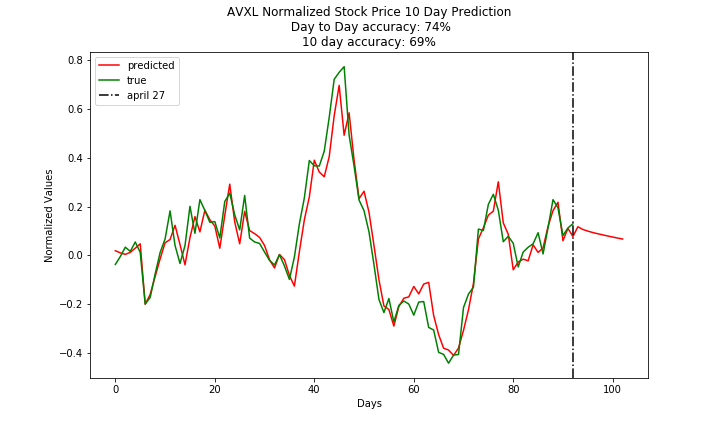 AVXL Normalized Stock Price 10 Day Prediction
Day to Day accuracy: 74%
10 day accuracy: 69%
predicted
true
april 27
Normalized Values
0.8
0.6
0.4
0.2
0.0
−0.2
−0.4
0
20
40
60
80
100
Days